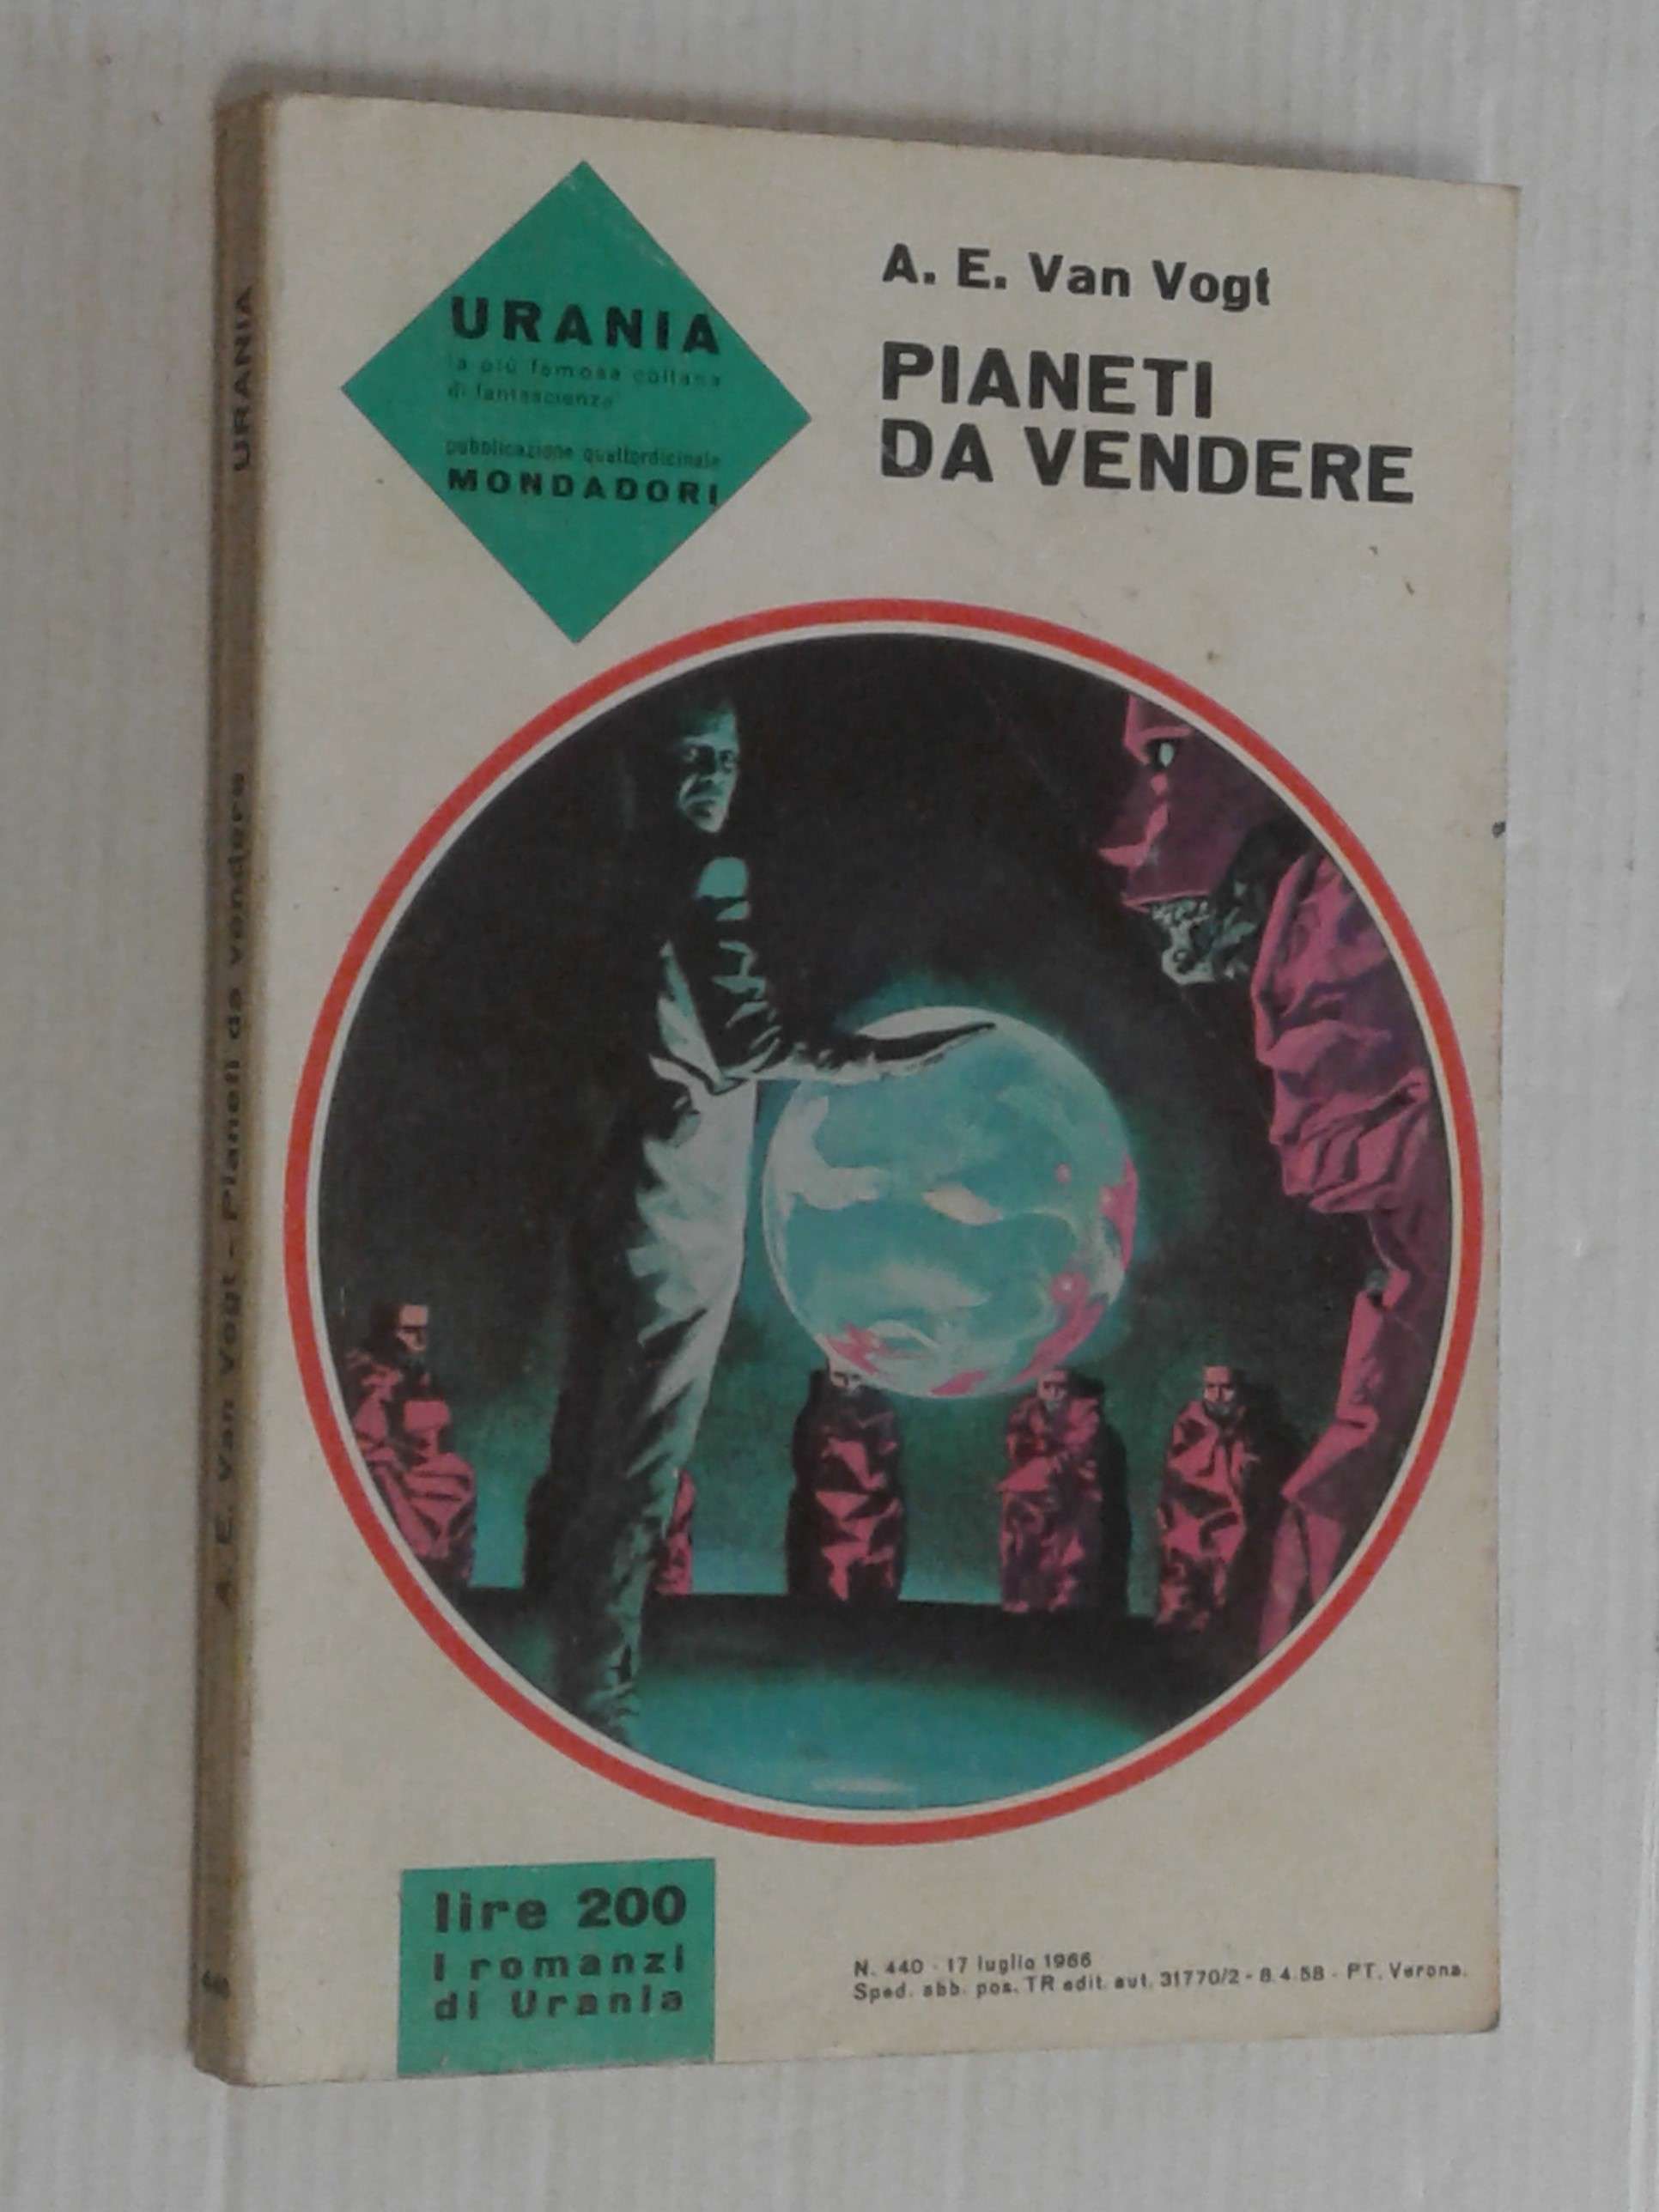 URANIA
la più famosa collana
di fantascienza
pubblicazione quattordicinale
MONDADORI
A. E. Van Vogt
PIANETI
DA VENDERE
lire 200
I romanzi
di Urania
N. 440 - 17 luglio 1966
Sped. abb. pos. TR edit. aut. 31770/2 - 8.4.58 - PT. Verona.
URANIA
A. E. Van Vogt - Pianeti da vendere
440